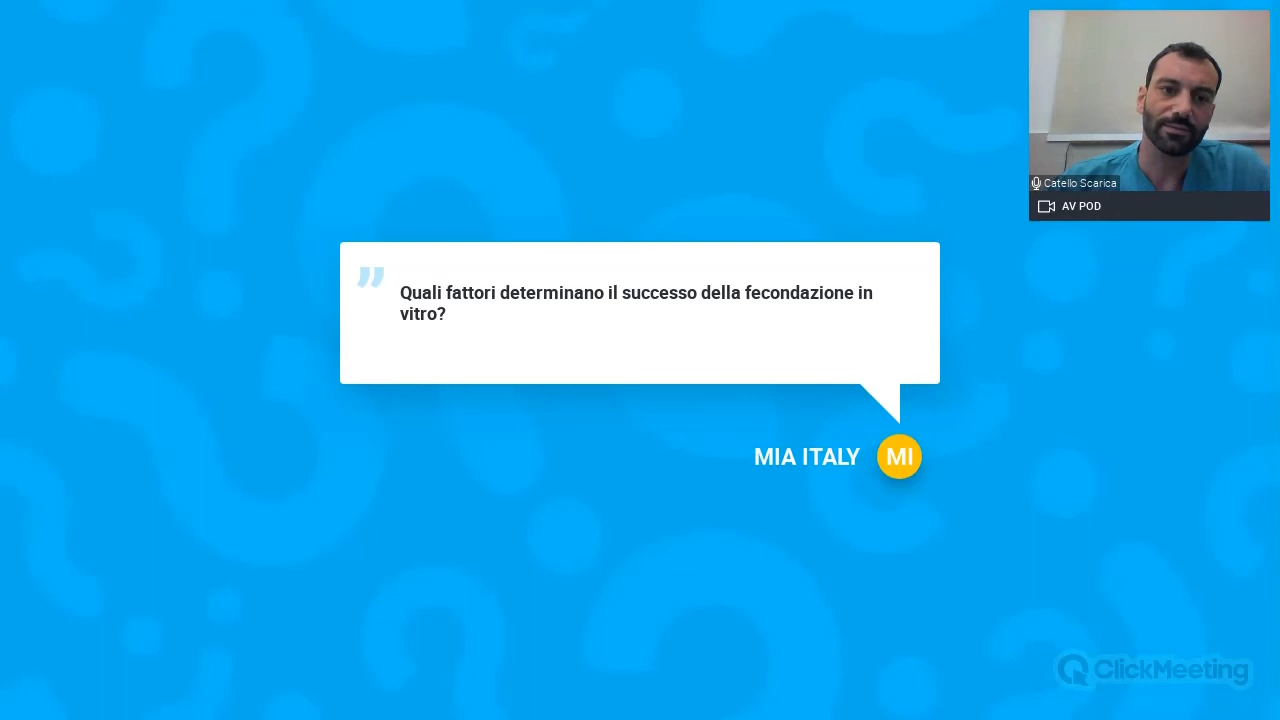 Catello Scarica
AV POD
Quali fattori determinano il successo della fecondazione in
vitro?
MIA ITALY
MI
ClickMeeting